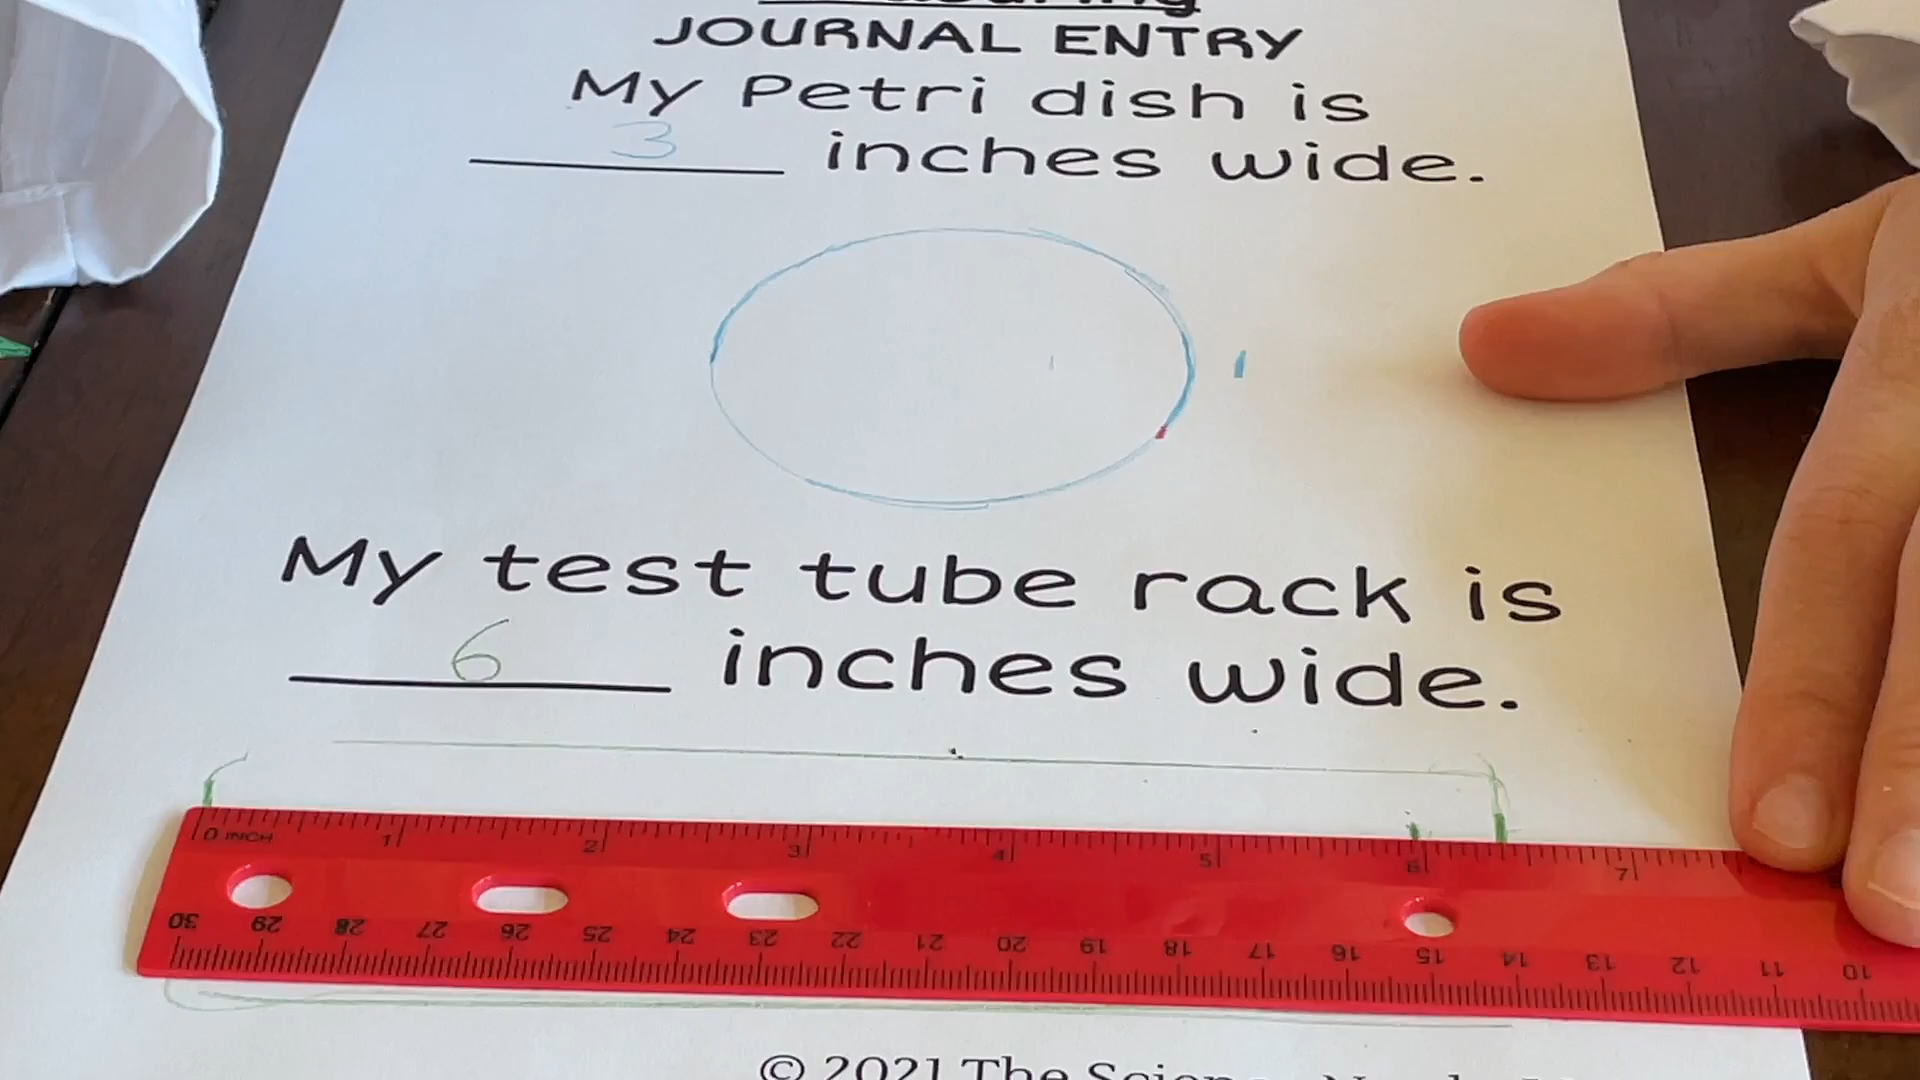 JOURNAL ENTRY
My Petri dish is
3 inches wide.
My test tube rack is
6 inches wide.
0 INCH 1 2 3 4 5 6 7
30 29 28 27 26 25 24 23 22 21 20 19 18 17 16 15 14 13 12 11 10
© 2021 The